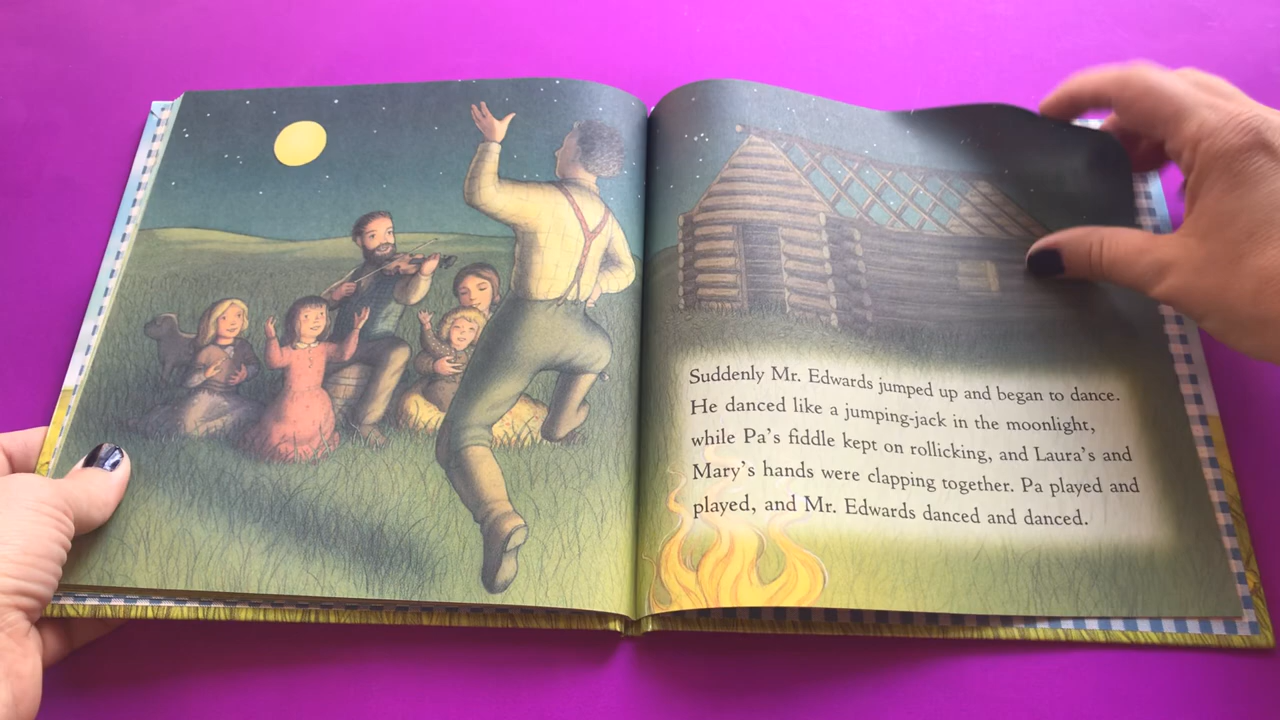 Suddenly Mr. Edwards jumped up and began to dance.
He danced like a jumping-jack in the moonlight,
while Pa's fiddle kept on rollicking, and Laura's and
Mary's hands were clapping together. Pa played and
played, and Mr. Edwards danced and danced.